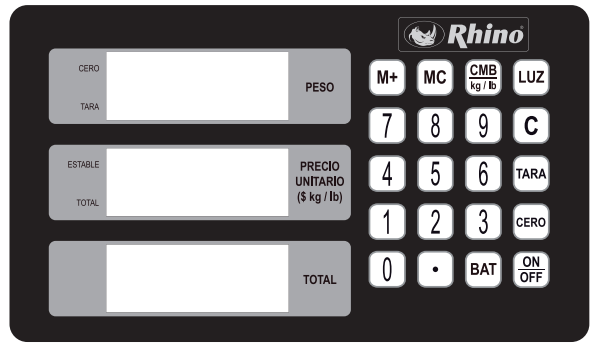 Rhino
CERO
TARA
PESO
ESTABLE
TOTAL
PRECIO
UNITARIO
($ kg / lb)
TOTAL
M+ MC CMB kg / lb LUZ
7 8 9 C
4 5 6 TARA
1 2 3 CERO
0 . BAT ON OFF